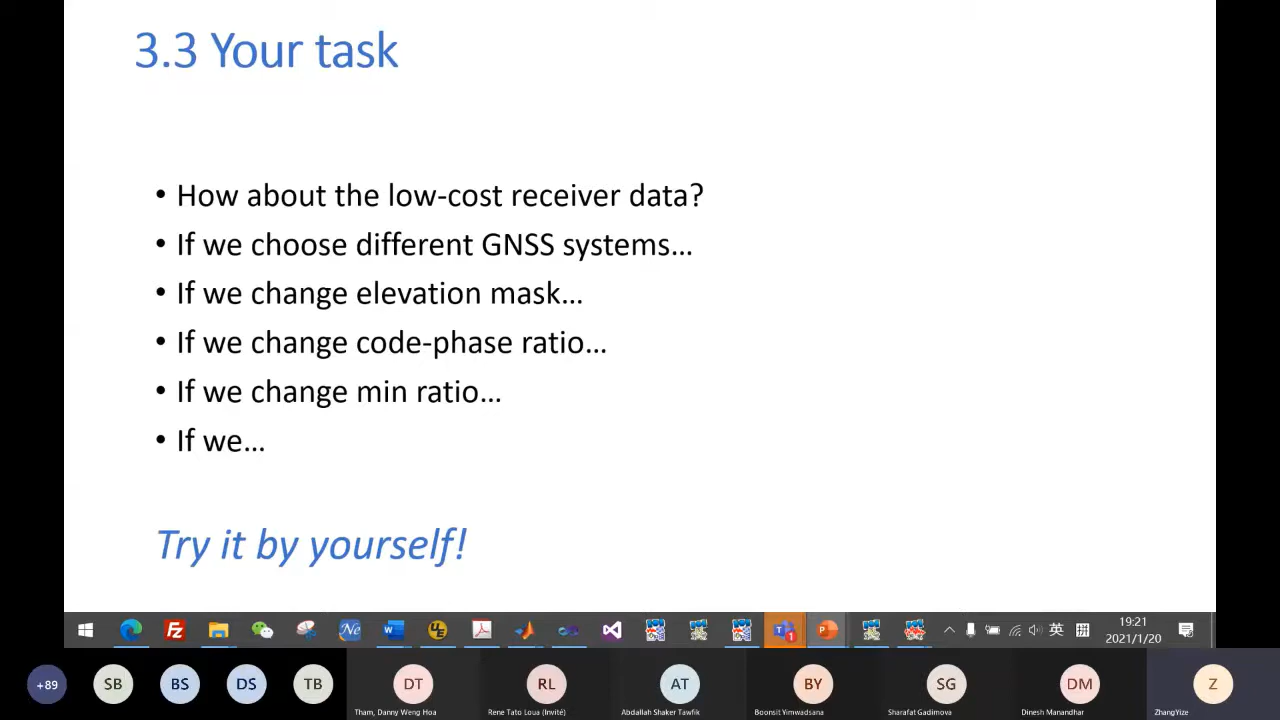 3.3 Your task
• How about the low-cost receiver data?
• If we choose different GNSS systems...
• If we change elevation mask...
• If we change code-phase ratio...
• If we change min ratio...
• If we...
Try it by yourself!
19:21
英
拼
2021/1/20
+89
SB
BS
DS
TB
DT
RL
AT
BY
SG
DM
Z
Tham, Danny Weng Hoa
Rene Tato Loua (Invité)
Abdallah Shaker Tawfik
Boonsit Yimwadsana
Sharafat Gadimova
Dinesh Manandhar
ZhangYize